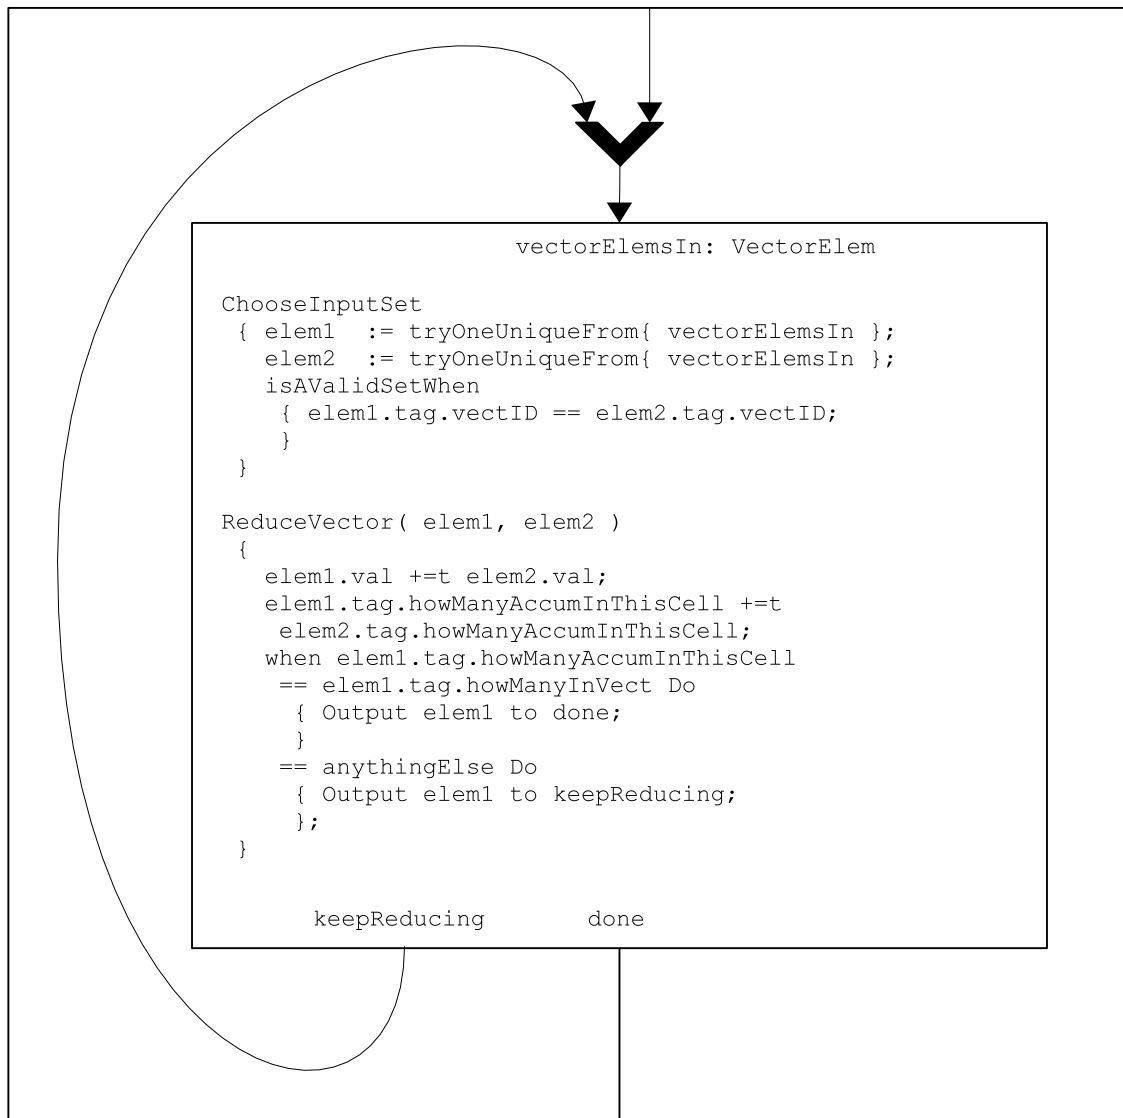 vectorElemsIn: VectorElem
ChooseInputSet
{ elem1 := tryOneUniqueFrom{ vectorElemsIn };
elem2 := tryOneUniqueFrom{ vectorElemsIn };
isAValidSetWhen
{ elem1.tag.vectID == elem2.tag.vectID;
}
}
ReduceVector( elem1, elem2 )
{
elem1.val +=t elem2.val;
elem1.tag.howManyAccumInThisCell +=t
elem2.tag.howManyAccumInThisCell;
when elem1.tag.howManyAccumInThisCell
== elem1.tag.howManyInVect Do
{ Output elem1 to done;
}
== anythingElse Do
{ Output elem1 to keepReducing;
};
}
keepReducing done